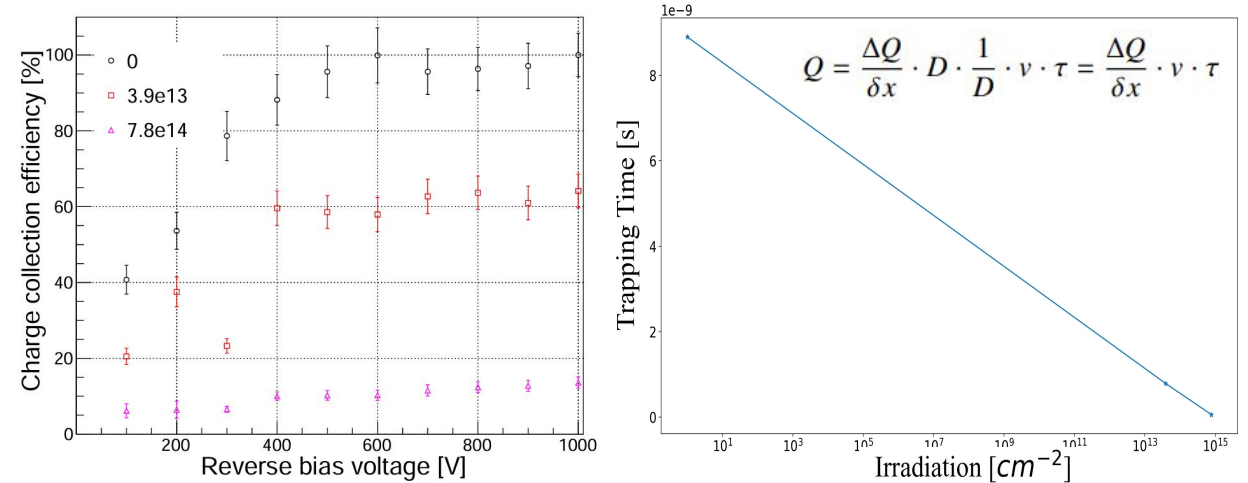 Charge collection efficiency [%]
100
80
60
40
20
0
0
3.9e13
7.8e14
200 400 600 800 1000
Reverse bias voltage [V]
1e−9
Q = ΔQ/δx · D · 1/D · v · τ = ΔQ/δx · v · τ
Trapping Time [s]
8
6
4
2
0
10¹ 10³ 10⁵ 10⁷ 10⁹ 10¹¹ 10¹³ 10¹⁵
Irradiation [cm⁻²]